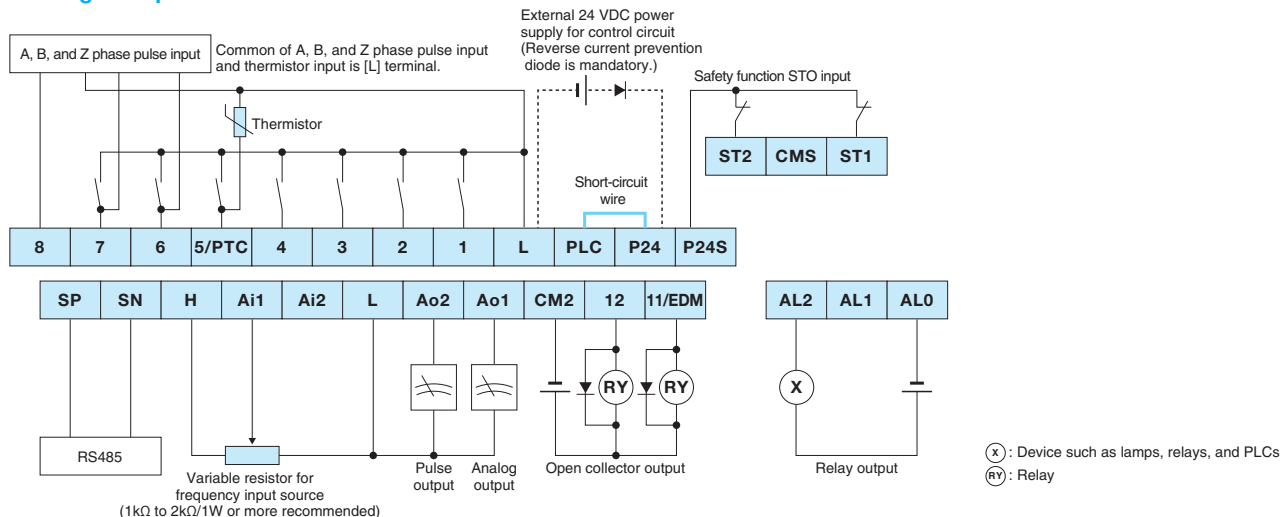 External 24 VDC power
supply for control circuit
(Reverse current prevention
diode is mandatory.)
A, B, and Z phase pulse input
Common of A, B, and Z phase pulse input
and thermistor input is [L] terminal.
Safety function STO input
Thermistor
ST2 CMS ST1
Short-circuit
wire
8 7 6 5/PTC 4 3 2 1 L PLC P24 P24S
SP SN H Ai1 Ai2 L Ao2 Ao1 CM2 12 11/EDM AL2 AL1 AL0
RY RY X
RS485
Variable resistor for
frequency input source
(1kΩ to 2kΩ/1W or more recommended)
Pulse
output
Analog
output
Open collector output
Relay output
X : Device such as lamps, relays, and PLCs
RY : Relay